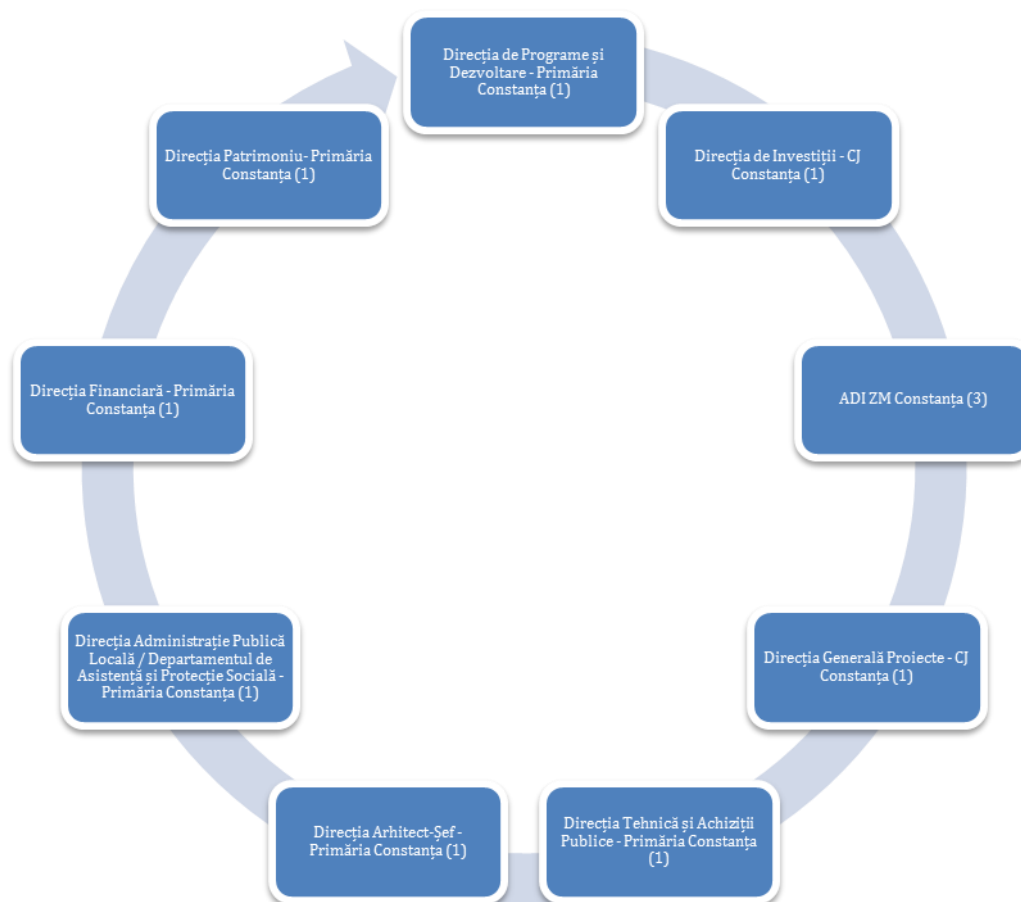 Direcția de Programe și
Dezvoltare - Primăria
Constanța (1)
Direcția de Investiții - CJ
Constanța (1)
ADI ZM Constanța (3)
Direcția Generală Proiecte - CJ
Constanța (1)
Direcția Tehnică și Achiziții
Publice - Primăria Constanța
(1)
Direcția Arhitect-Șef -
Primăria Constanța (1)
Direcția Administrație Publică
Locală / Departamentul de
Asistență și Protecție Socială -
Primăria Constanța (1)
Direcția Financiară - Primăria
Constanța (1)
Direcția Patrimoniu- Primăria
Constanța (1)